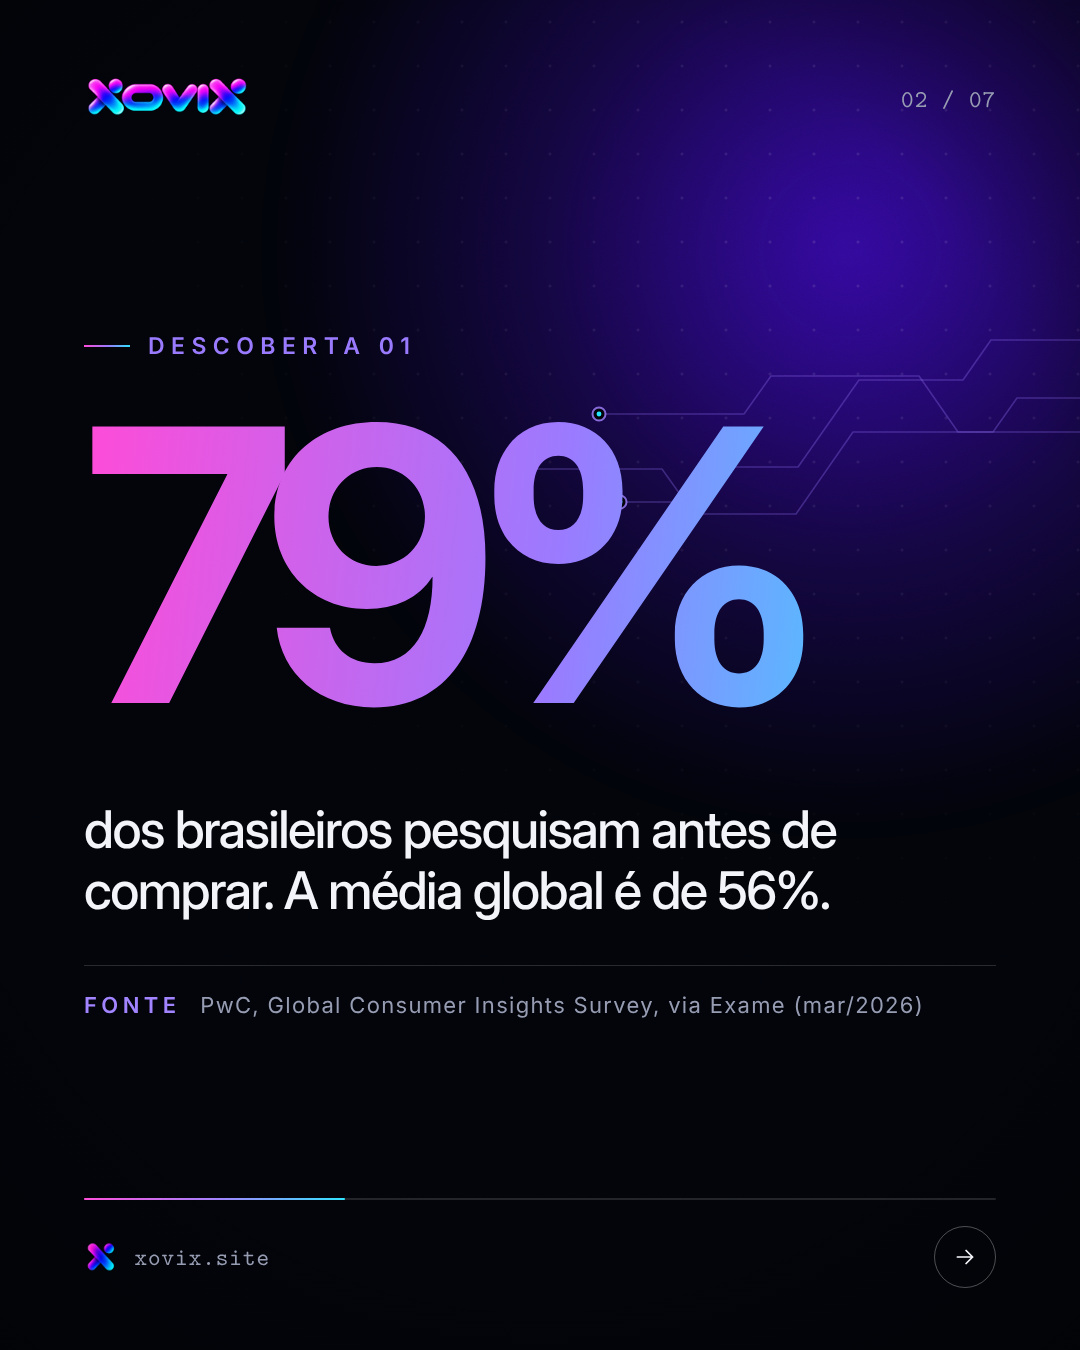 XOVIX
02 / 07
DESCOBERTA 01
79%
dos brasileiros pesquisam antes de
comprar. A média global é de 56%.
FONTE PwC, Global Consumer Insights Survey, via Exame (mar/2026)
xovix.site